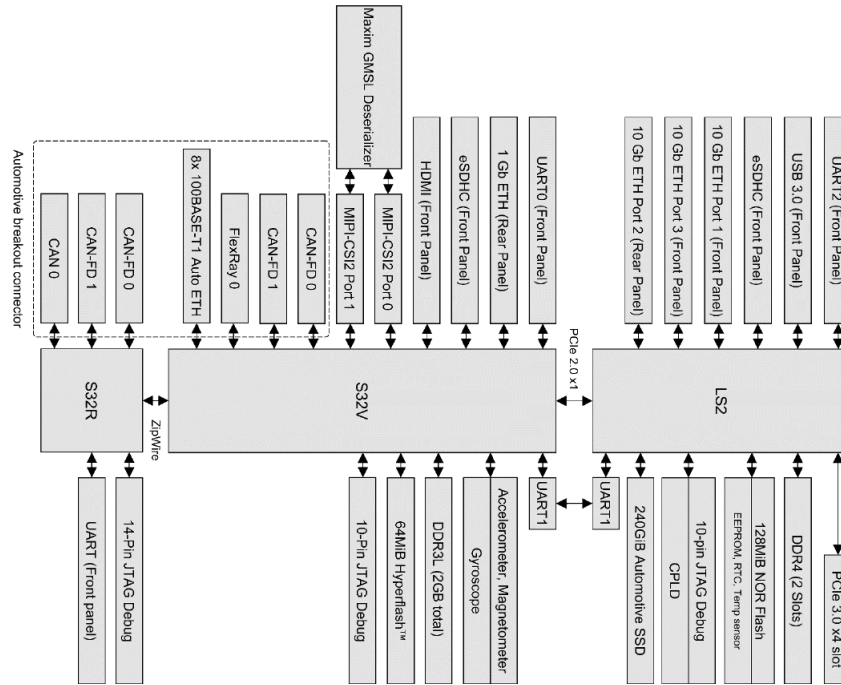 Maxim GMSL Deserializer
Automotive breakout connector
CAN 0
CAN-FD 1
CAN-FD 0
8x 100BASE-T1 Auto ETH
FlexRay 0
CAN-FD 1
CAN-FD 0
MIPI-CSI2 Port 1
MIPI-CSI2 Port 0
HDMI (Front Panel)
eSDHC (Front Panel)
1 Gb ETH (Rear Panel)
UART0 (Front Panel)
10 Gb ETH Port 2 (Rear Panel)
10 Gb ETH Port 3 (Front Panel)
10 Gb ETH Port 1 (Front Panel)
eSDHC (Front Panel)
USB 3.0 (Front Panel)
UART2 (Front Panel)
S32R
ZipWire
S32V
PCIe 2.0 x1
LS2
UART (Front panel)
14-Pin JTAG Debug
10-Pin JTAG Debug
64MiB Hyperflash™
DDR3L (2GB total)
Gyroscope
Accelerometer, Magnetometer
UART1
UART1
240GiB Automotive SSD
CPLD
10-pin JTAG Debug
EEPROM, RTC, Temp sensor
128MiB NOR Flash
DDR4 (2 Slots)
PCIe 3.0 x4 slot